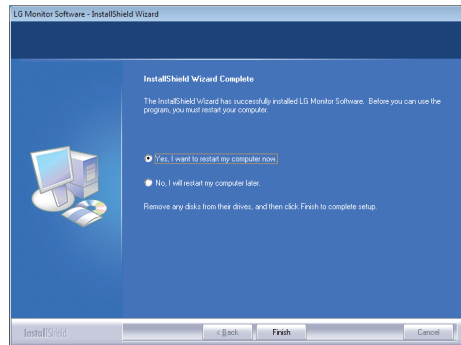 LG Monitor Software - InstallShield Wizard
InstallShield Wizard Complete
The InstallShield Wizard has successfully installed LG Monitor Software. Before you can use the
program, you must restart your computer.
Yes, I want to restart my computer now.
No, I will restart my computer later.
Remove any disks from their drives, and then click Finish to complete setup.
InstallShield
< Back Finish Cancel